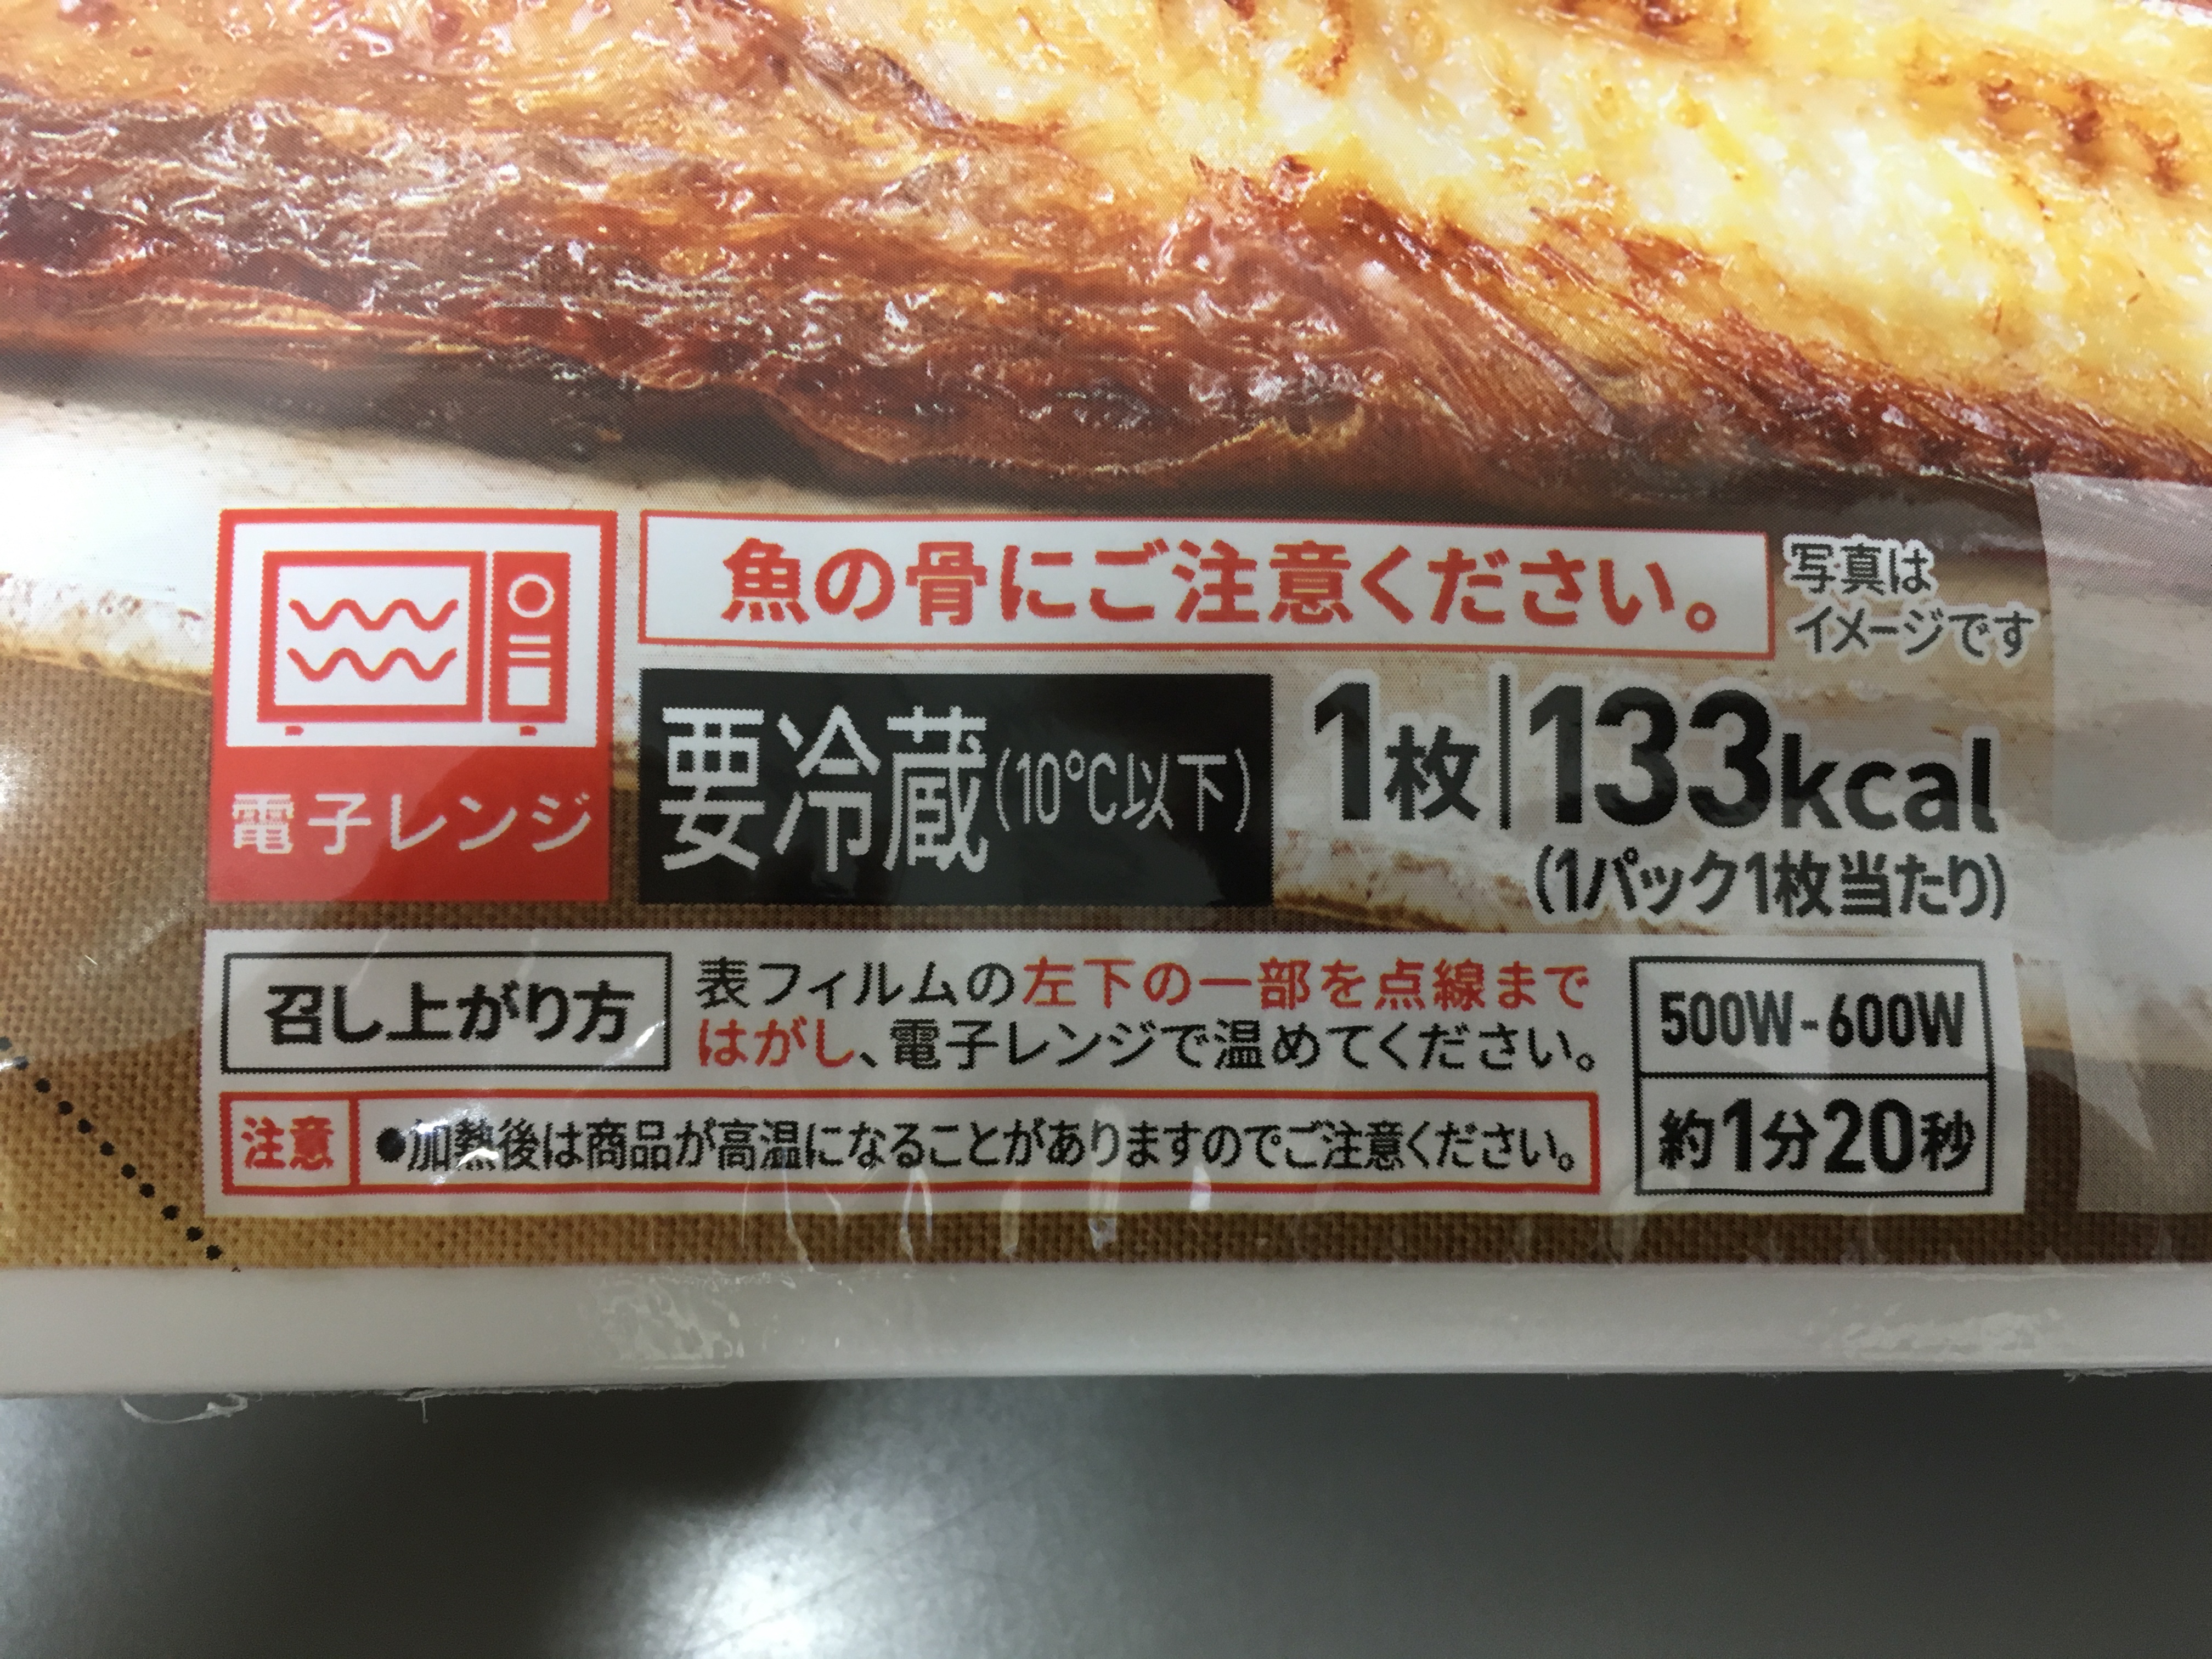 魚の骨にご注意ください。
写真は
イメージです
電子レンジ
要冷蔵(10℃以下)
1枚|133kcal
(1パック1枚当たり)
召し上がり方
表フィルムの左下の一部を点線まで
はがし、電子レンジで温めてください。
500W-600W
約1分20秒
注意
●加熱後は商品が高温になることがありますのでご注意ください。